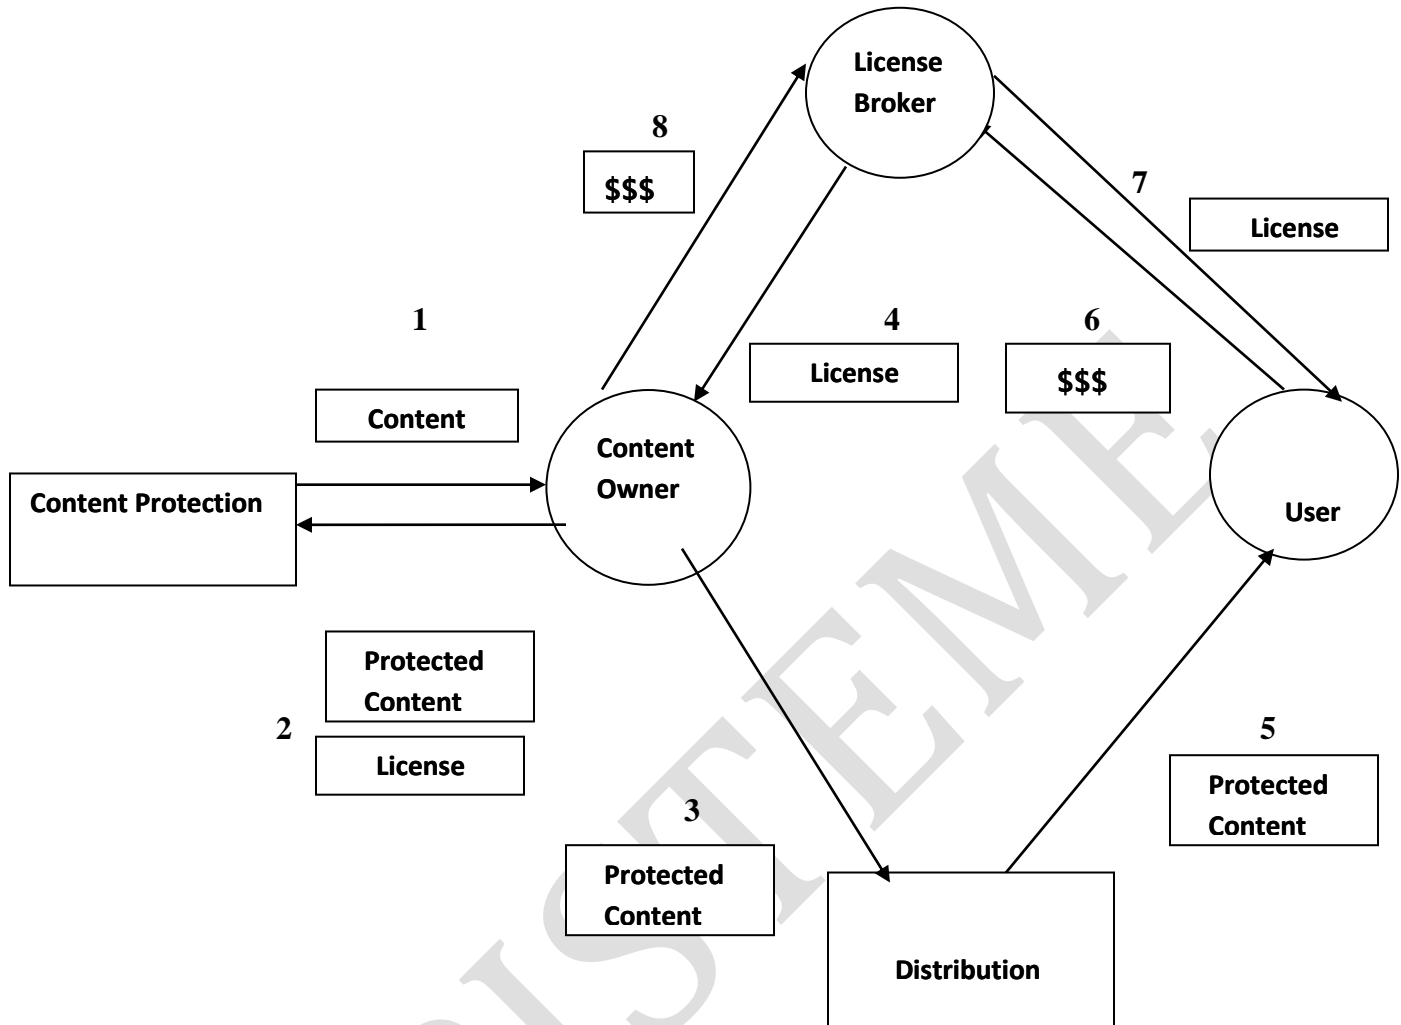 License
Broker
8
$$$
7
License
1
4
6
License
$$$
Content
Content
Owner
Content Protection
User
Protected
Content
2
License
5
Protected
Content
3
Protected
Content
Distribution